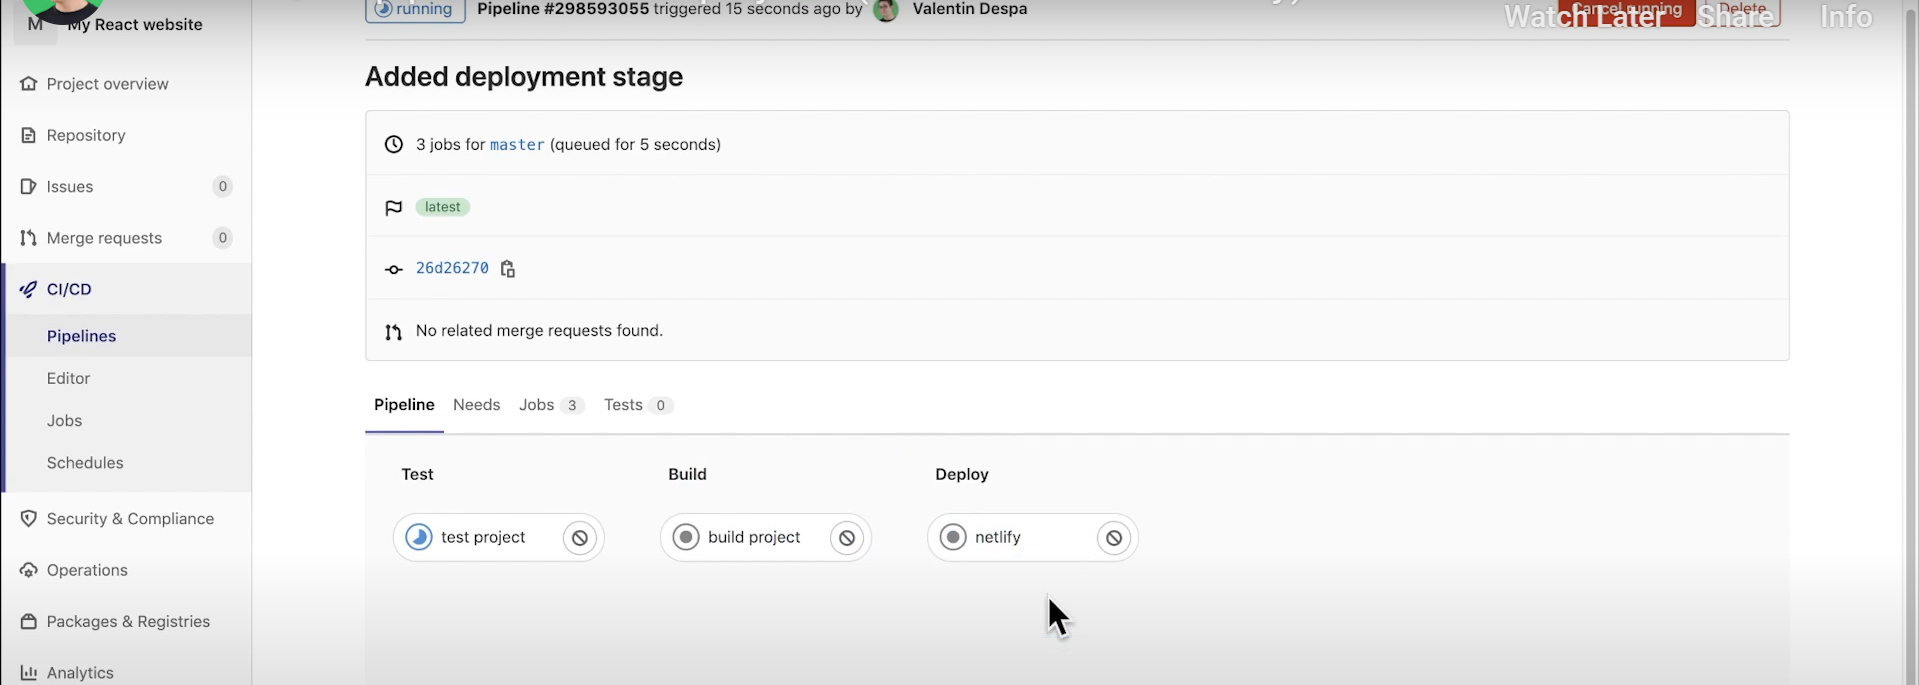 running Pipeline #298593055 triggered 15 seconds ago by Valentin Despa
Cancel running Delete
Watch Later Share Info
M My React website
Project overview
Repository
Issues 0
Merge requests 0
CI/CD
Pipelines
Editor
Jobs
Schedules
Security & Compliance
Operations
Packages & Registries
Analytics
Added deployment stage
3 jobs for master (queued for 5 seconds)
latest
26d26270
No related merge requests found.
Pipeline Needs Jobs 3 Tests 0
Test Build Deploy
test project build project netlify